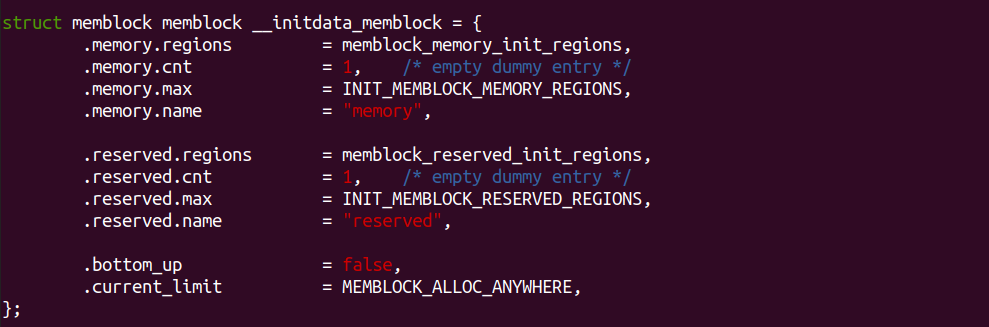 struct memblock memblock __initdata_memblock = {
        .memory.regions         = memblock_memory_init_regions,
        .memory.cnt             = 1,    /* empty dummy entry */
        .memory.max             = INIT_MEMBLOCK_MEMORY_REGIONS,
        .memory.name            = "memory",

        .reserved.regions       = memblock_reserved_init_regions,
        .reserved.cnt           = 1,    /* empty dummy entry */
        .reserved.max           = INIT_MEMBLOCK_RESERVED_REGIONS,
        .reserved.name          = "reserved",

        .bottom_up              = false,
        .current_limit          = MEMBLOCK_ALLOC_ANYWHERE,
};